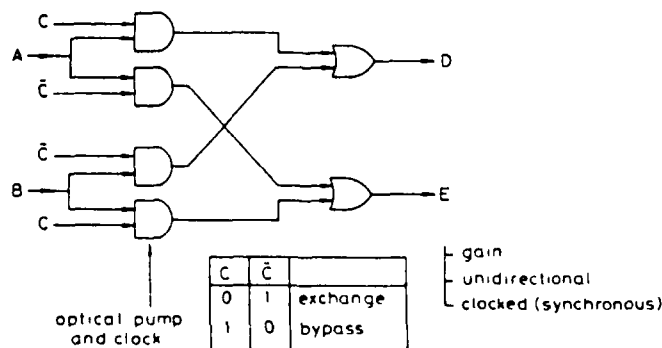 C
A
C̄
D
C̄
B
C
E
optical pump
and clock
C C̄
0 1 exchange
1 0 bypass
gain
unidirectional
clocked (synchronous)